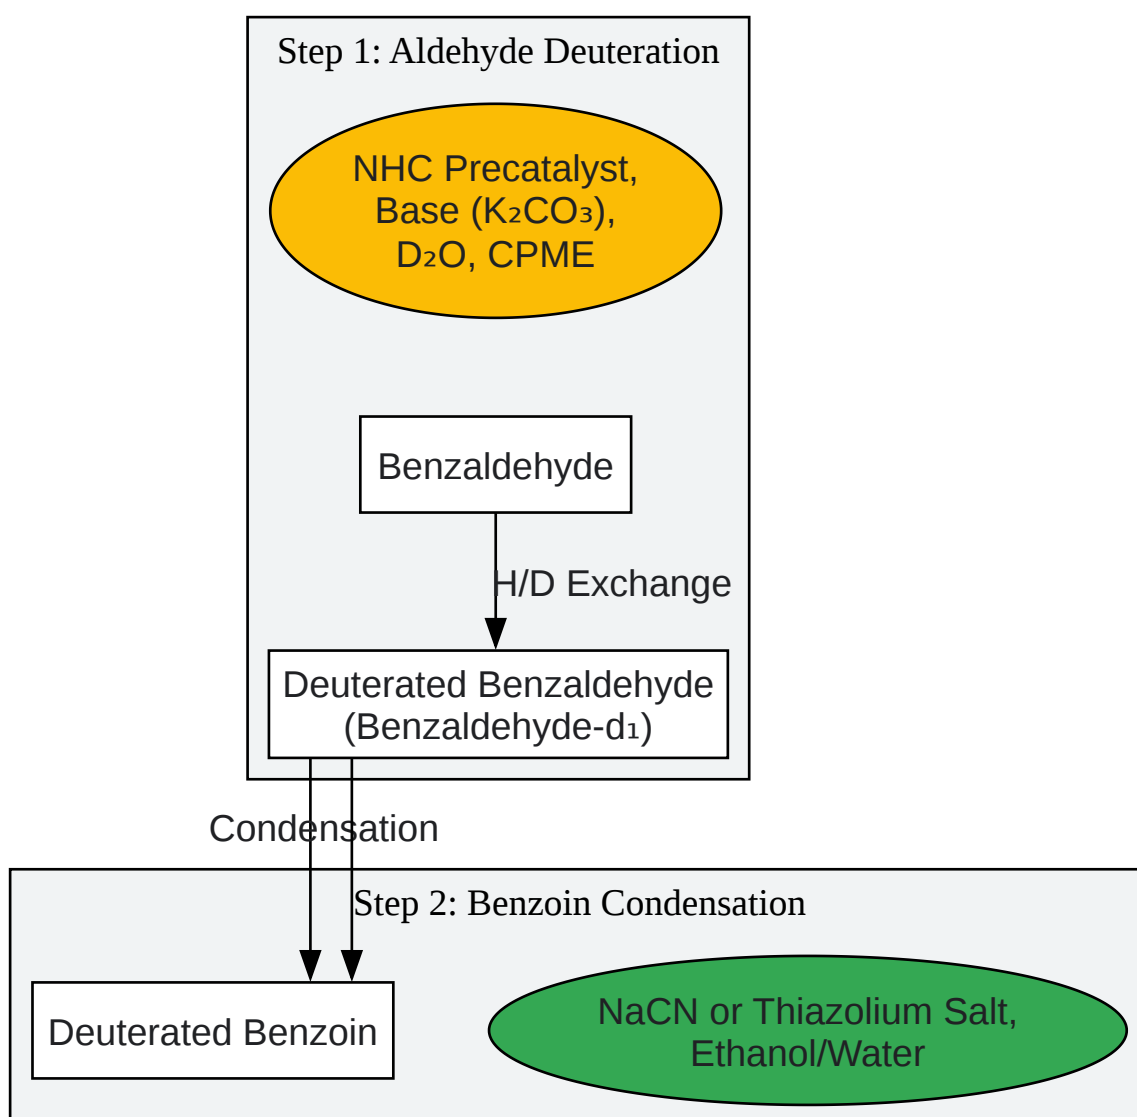 Step 1: Aldehyde Deuteration
NHC Precatalyst,
Base (K₂CO₃),
D₂O, CPME
Benzaldehyde
H/D Exchange
Deuterated Benzaldehyde
(Benzaldehyde-d₁)
Condensation
Step 2: Benzoin Condensation
Deuterated Benzoin
NaCN or Thiazolium Salt,
Ethanol/Water